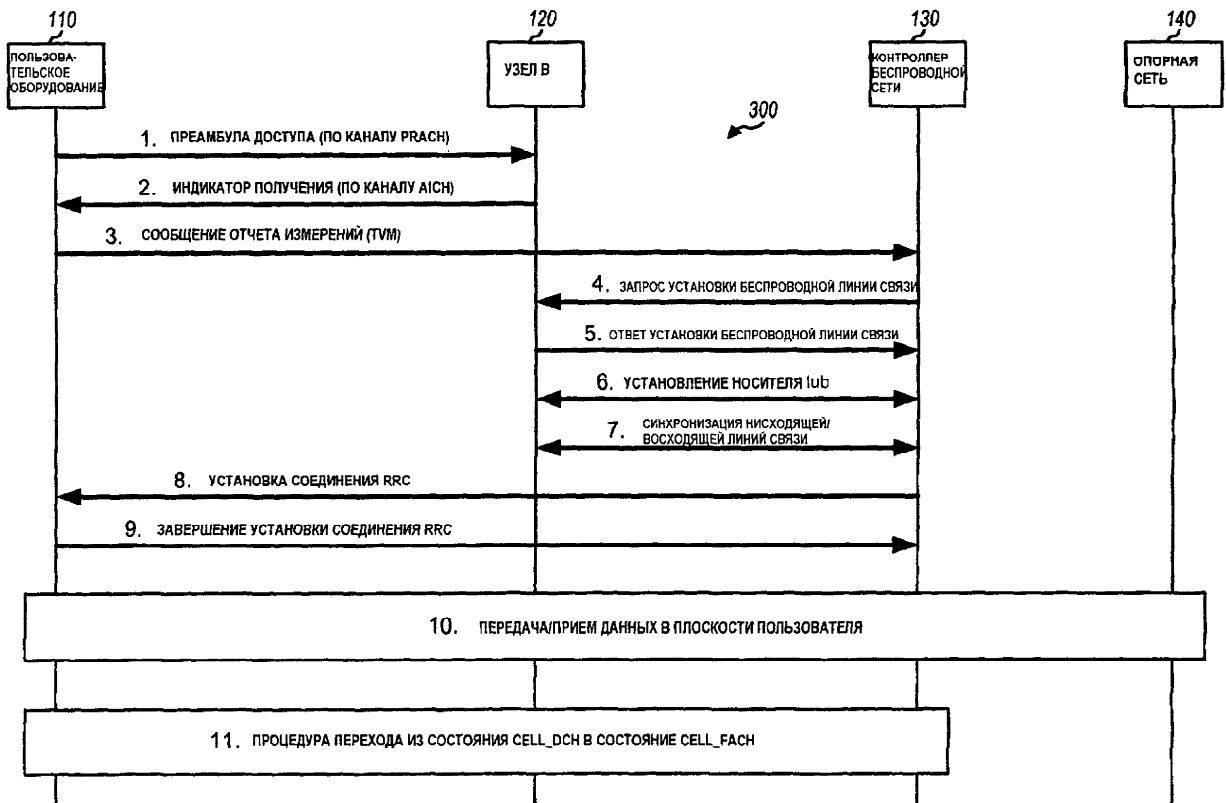 110
120
130
140
ПОЛЬЗОВА-
ТЕЛЬСКОЕ
ОБОРУДОВАНИЕ
УЗЕЛ В
КОНТРОЛЛЕР
БЕСПРОВОДНОЙ
СЕТИ
ОПОРНАЯ
СЕТЬ
300
1. ПРЕАМБУЛА ДОСТУПА (ПО КАНАЛУ PRACH)
2. ИНДИКАТОР ПОЛУЧЕНИЯ (ПО КАНАЛУ AICH)
3. СООБЩЕНИЕ ОТЧЕТА ИЗМЕРЕНИЙ (TVM)
4. ЗАПРОС УСТАНОВКИ БЕСПРОВОДНОЙ ЛИНИИ СВЯЗИ
5. ОТВЕТ УСТАНОВКИ БЕСПРОВОДНОЙ ЛИНИИ СВЯЗИ
6. УСТАНОВЛЕНИЕ НОСИТЕЛЯ Iub
7. СИНХРОНИЗАЦИЯ НИСХОДЯЩЕЙ/
ВОСХОДЯЩЕЙ ЛИНИЙ СВЯЗИ
8. УСТАНОВКА СОЕДИНЕНИЯ RRC
9. ЗАВЕРШЕНИЕ УСТАНОВКИ СОЕДИНЕНИЯ RRC
10. ПЕРЕДАЧА/ПРИЕМ ДАННЫХ В ПЛОСКОСТИ ПОЛЬЗОВАТЕЛЯ
11. ПРОЦЕДУРА ПЕРЕХОДА ИЗ СОСТОЯНИЯ CELL_DCH В СОСТОЯНИЕ CELL_FACH